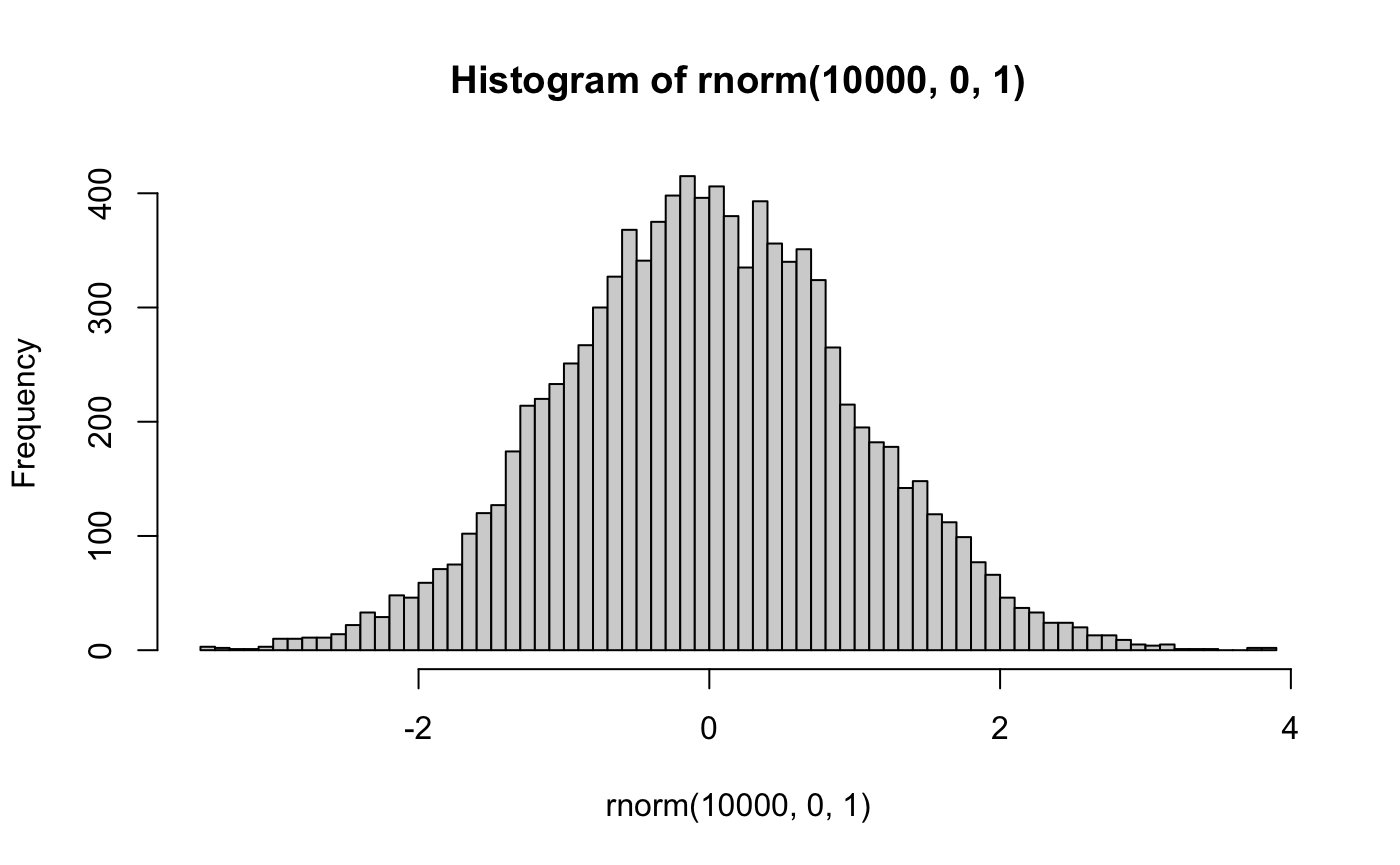 Histogram of rnorm(10000, 0, 1)
Frequency
400
300
200
100
0
-2 0 2 4
rnorm(10000, 0, 1)